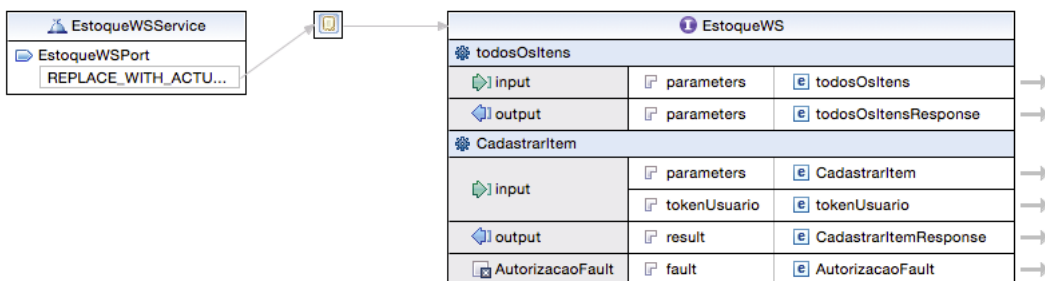 EstoqueWSService
EstoqueWSPort
REPLACE_WITH_ACTU...
EstoqueWS
todosOsItens
input parameters todosOsItens
output parameters todosOsItensResponse
CadastrarItem
input parameters CadastrarItem
tokenUsuario tokenUsuario
output result CadastrarItemResponse
AutorizacaoFault fault AutorizacaoFault